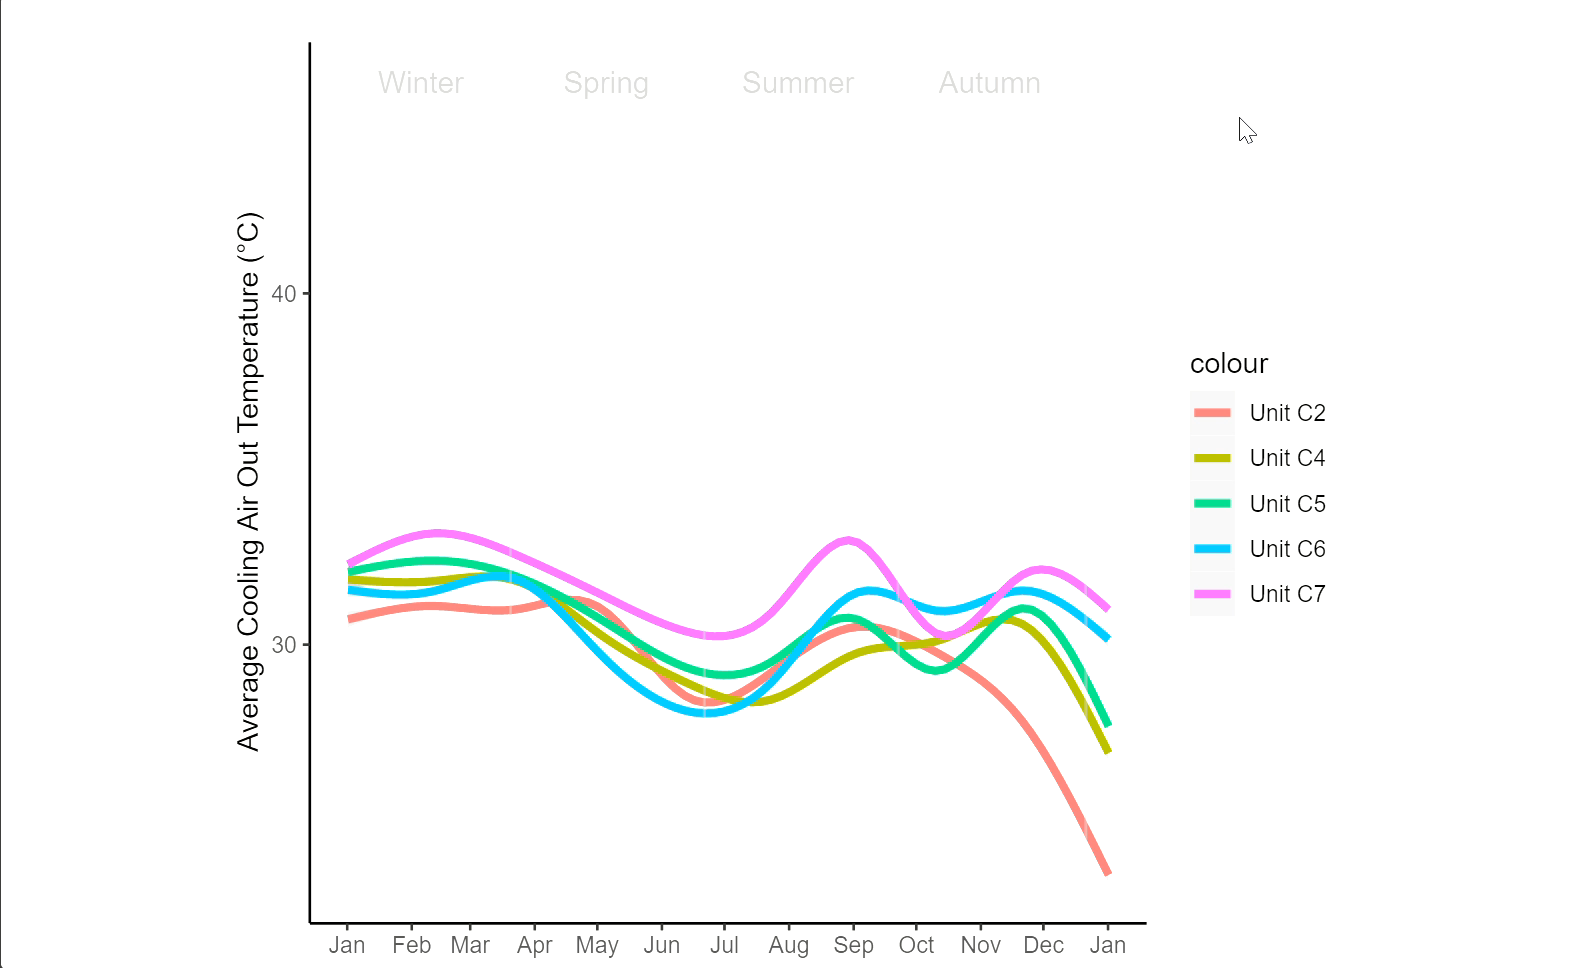 Winter Spring Summer Autumn
Average Cooling Air Out Temperature (°C)
40
30
Jan Feb Mar Apr May Jun Jul Aug Sep Oct Nov Dec Jan
colour
Unit C2
Unit C4
Unit C5
Unit C6
Unit C7